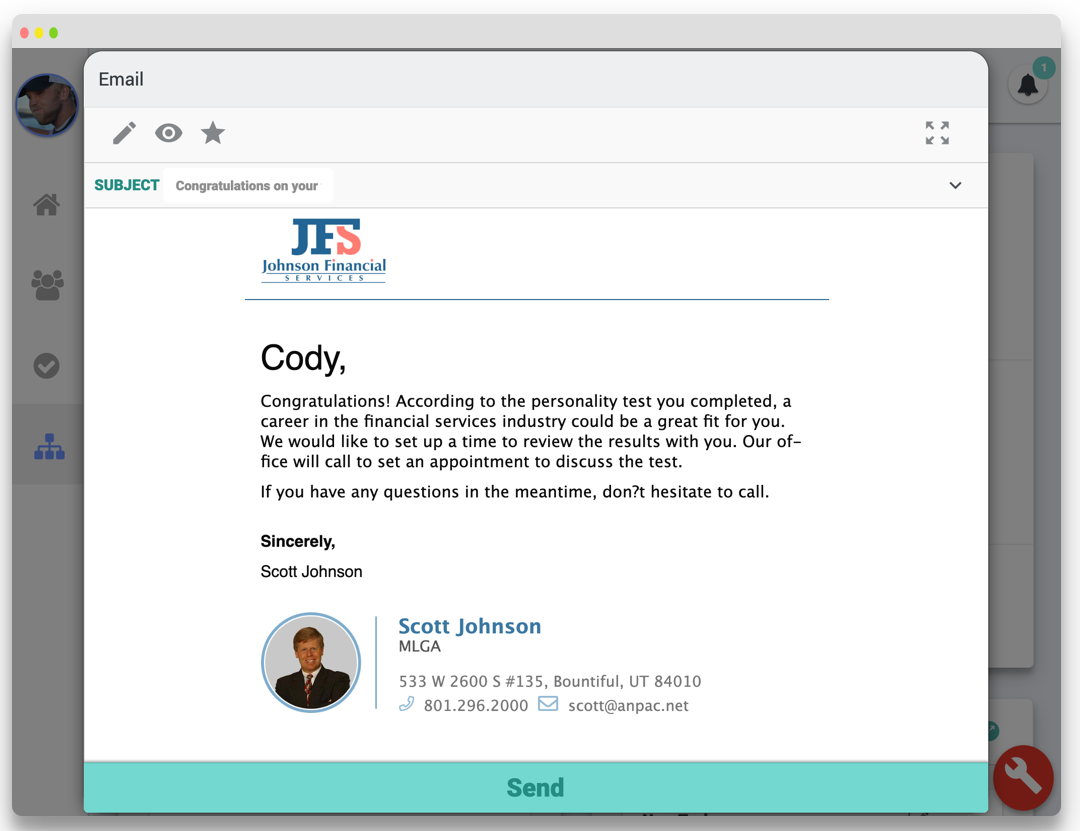 Email
1
SUBJECT Congratulations on your
JFS
Johnson Financial
SERVICES
Cody,
Congratulations! According to the personality test you completed, a
career in the financial services industry could be a great fit for you.
We would like to set up a time to review the results with you. Our of-
fice will call to set an appointment to discuss the test.
If you have any questions in the meantime, don?t hesitate to call.
Sincerely,
Scott Johnson
Scott Johnson
MLGA
533 W 2600 S #135, Bountiful, UT 84010
801.296.2000 scott@anpac.net
Send